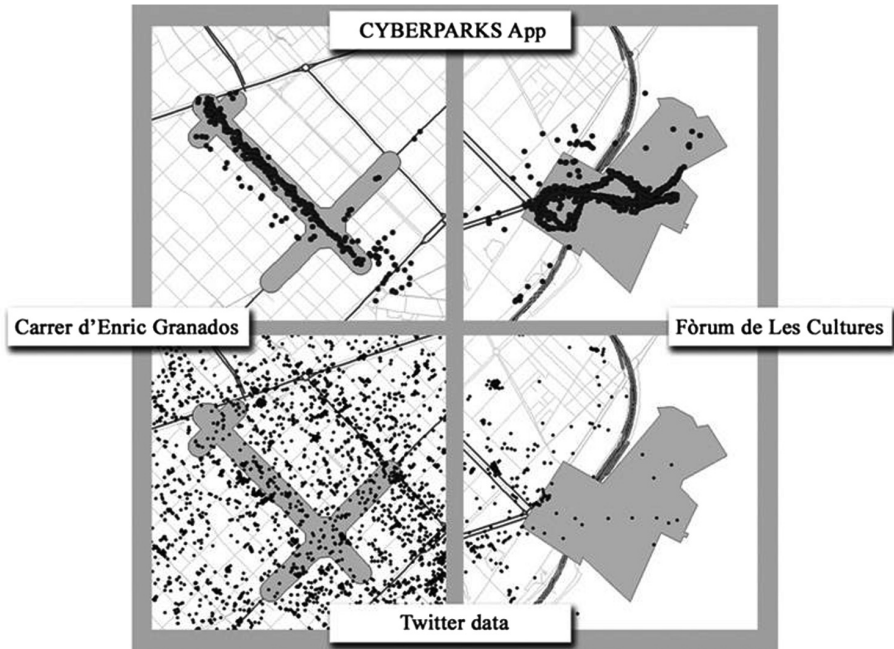 CYBERPARKS App
Carrer d’Enric Granados
Fòrum de Les Cultures
Twitter data